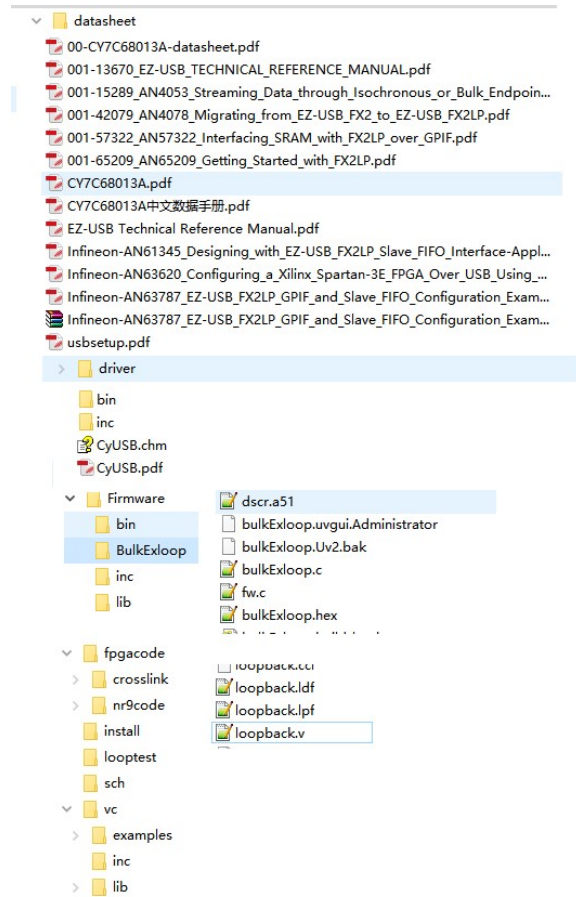 datasheet
00-CY7C68013A-datasheet.pdf
001-13670_EZ-USB_TECHNICAL_REFERENCE_MANUAL.pdf
001-15289_AN4053_Streaming_Data_through_Isochronous_or_Bulk_Endpoin...
001-42079_AN4078_Migrating_from_EZ-USB_FX2_to_EZ-USB_FX2LP.pdf
001-57322_AN57322_Interfacing_SRAM_with_FX2LP_over_GPIF.pdf
001-65209_AN65209_Getting_Started_with_FX2LP.pdf
CY7C68013A.pdf
CY7C68013A中文数据手册.pdf
EZ-USB Technical Reference Manual.pdf
Infineon-AN61345_Designing_with_EZ-USB_FX2LP_Slave_FIFO_Interface-Appl...
Infineon-AN63620_Configuring_a_Xilinx_Spartan-3E_FPGA_Over_USB_Using_...
Infineon-AN63787_EZ-USB_FX2LP_GPIF_and_Slave_FIFO_Configuration_Exam...
Infineon-AN63787_EZ-USB_FX2LP_GPIF_and_Slave_FIFO_Configuration_Exam...
usbsetup.pdf
driver
bin
inc
CyUSB.chm
CyUSB.pdf
Firmware
bin
BulkExloop
inc
lib
dscr.a51
bulkExloop.uvgui.Administrator
bulkExloop.Uv2.bak
bulkExloop.c
fw.c
bulkExloop.hex
fpgacode
crosslink
nr9code
install
looptest
sch
vc
examples
inc
lib
loopback.ldf
loopback.lpf
loopback.v